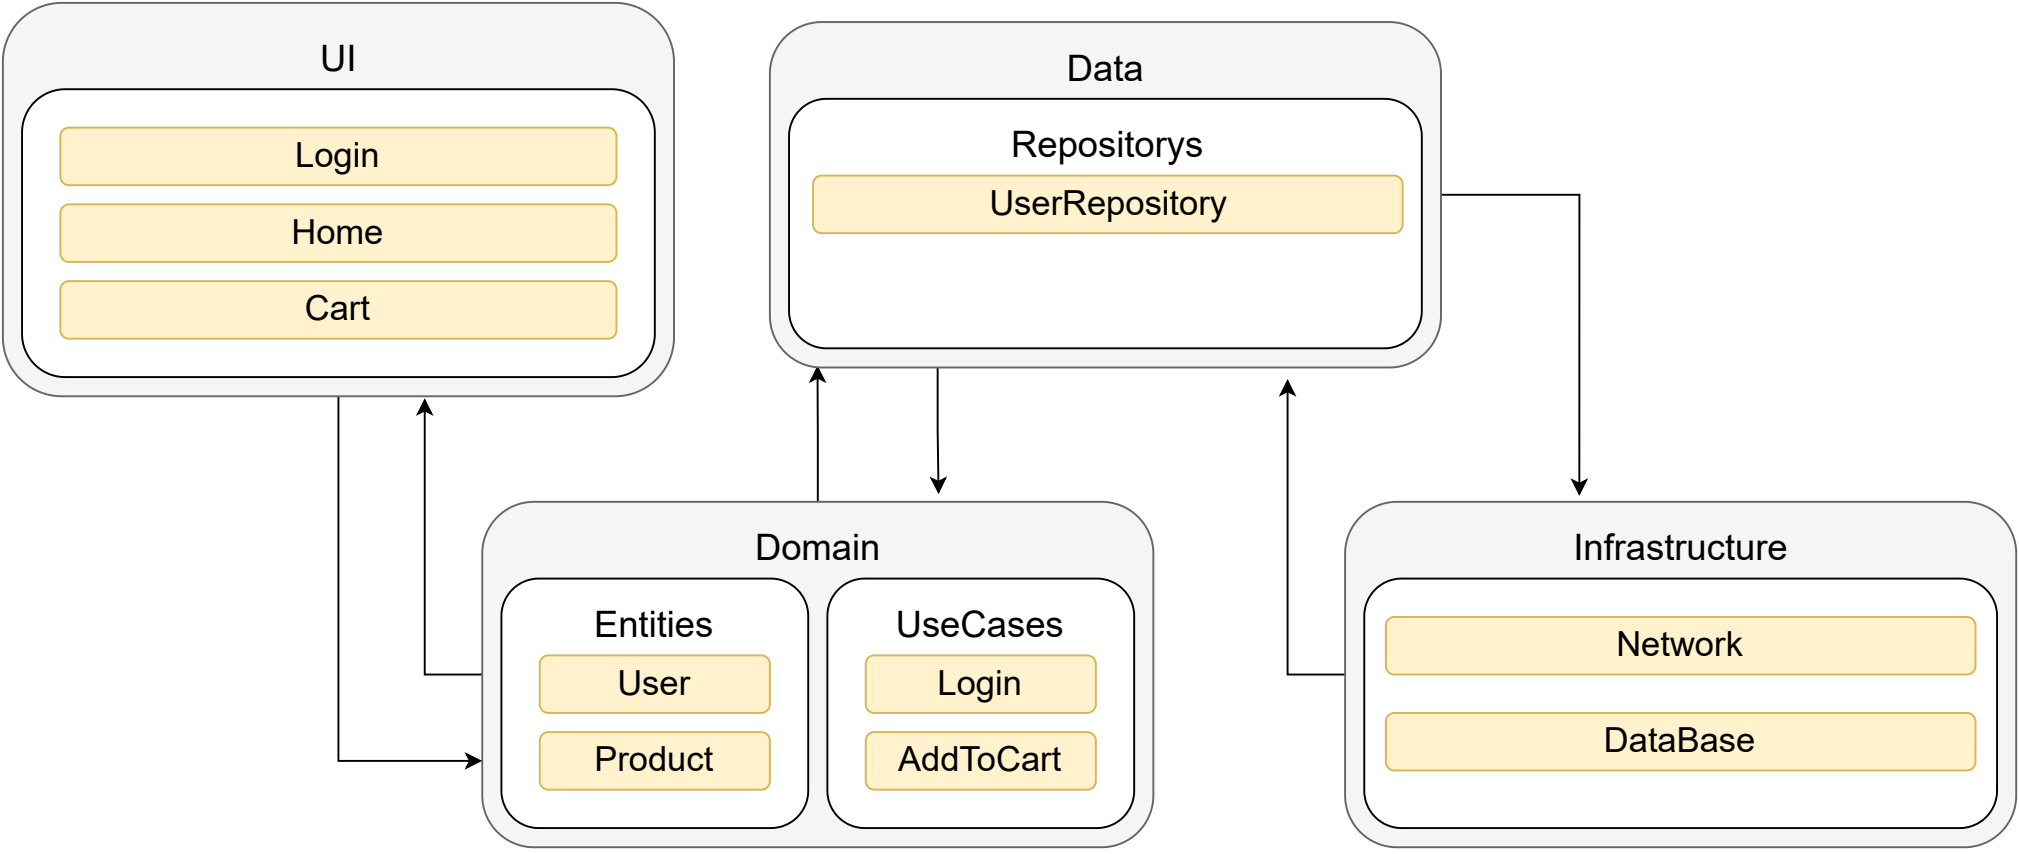 UI
Login
Home
Cart
Data
Repositorys
UserRepository
Domain
Entities
User
Product
UseCases
Login
AddToCart
Infrastructure
Network
DataBase